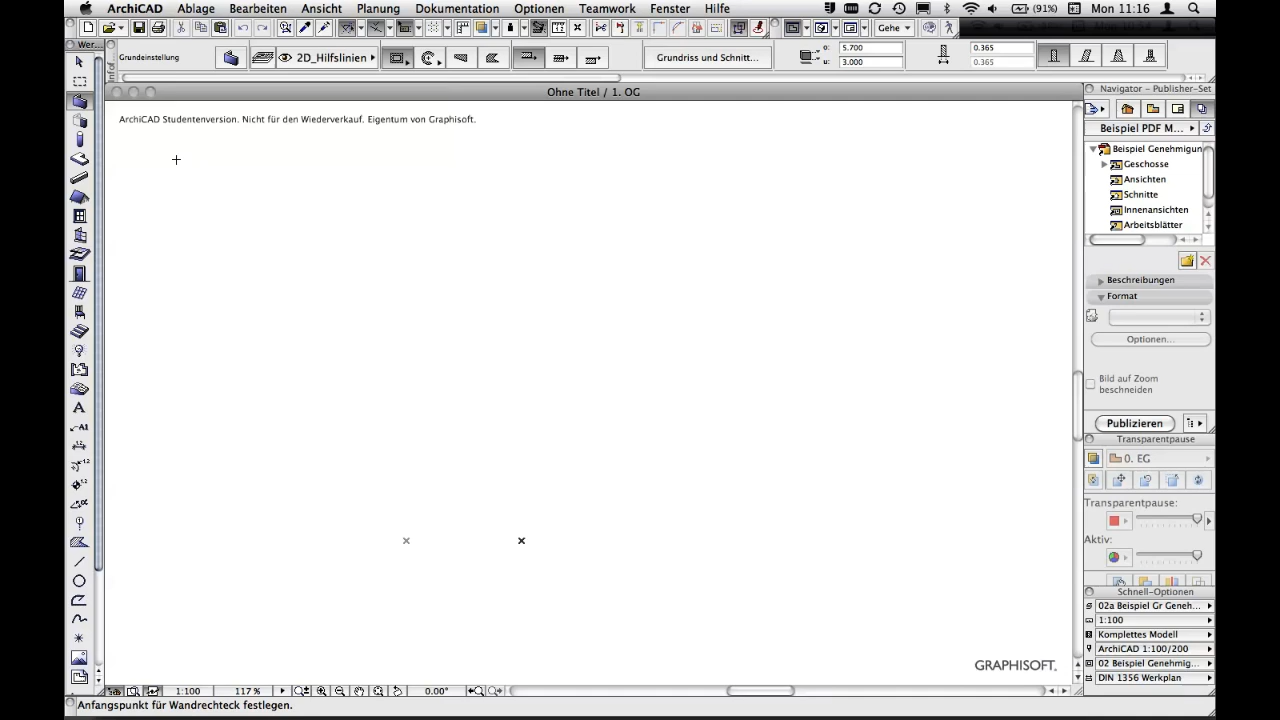 ArchiCAD Ablage Bearbeiten Ansicht Planung Dokumentation Optionen Teamwork Fenster Hilfe (91%) Mon 11:16
Gehe
Wer...
Grundeinstellung
2D_Hilfslinien
Grundriss und Schnitt...
o: 5.700
u: 3.000
0.365
0.365
Ohne Titel / 1. OG
ArchiCAD Studentenversion. Nicht für den Wiederverkauf. Eigentum von Graphisoft.
Navigator - Publisher-Set
Beispiel PDF M...
Beispiel Genehmigun
Geschosse
Ansichten
Schnitte
Innenansichten
Arbeitsblätter
Beschreibungen
Format
Optionen...
Bild auf Zoom
beschneiden
Publizieren
Transparentpause
0. EG
Transparentpause:
Aktiv:
Schnell-Optionen
02a Beispiel Gr Geneh...
1:100
Komplettes Modell
ArchiCAD 1:100/200
02 Beispiel Genehmig...
DIN 1356 Werkplan
GRAPHISOFT.
1:100 117 % 0.00°
Anfangspunkt für Wandrechteck festlegen.